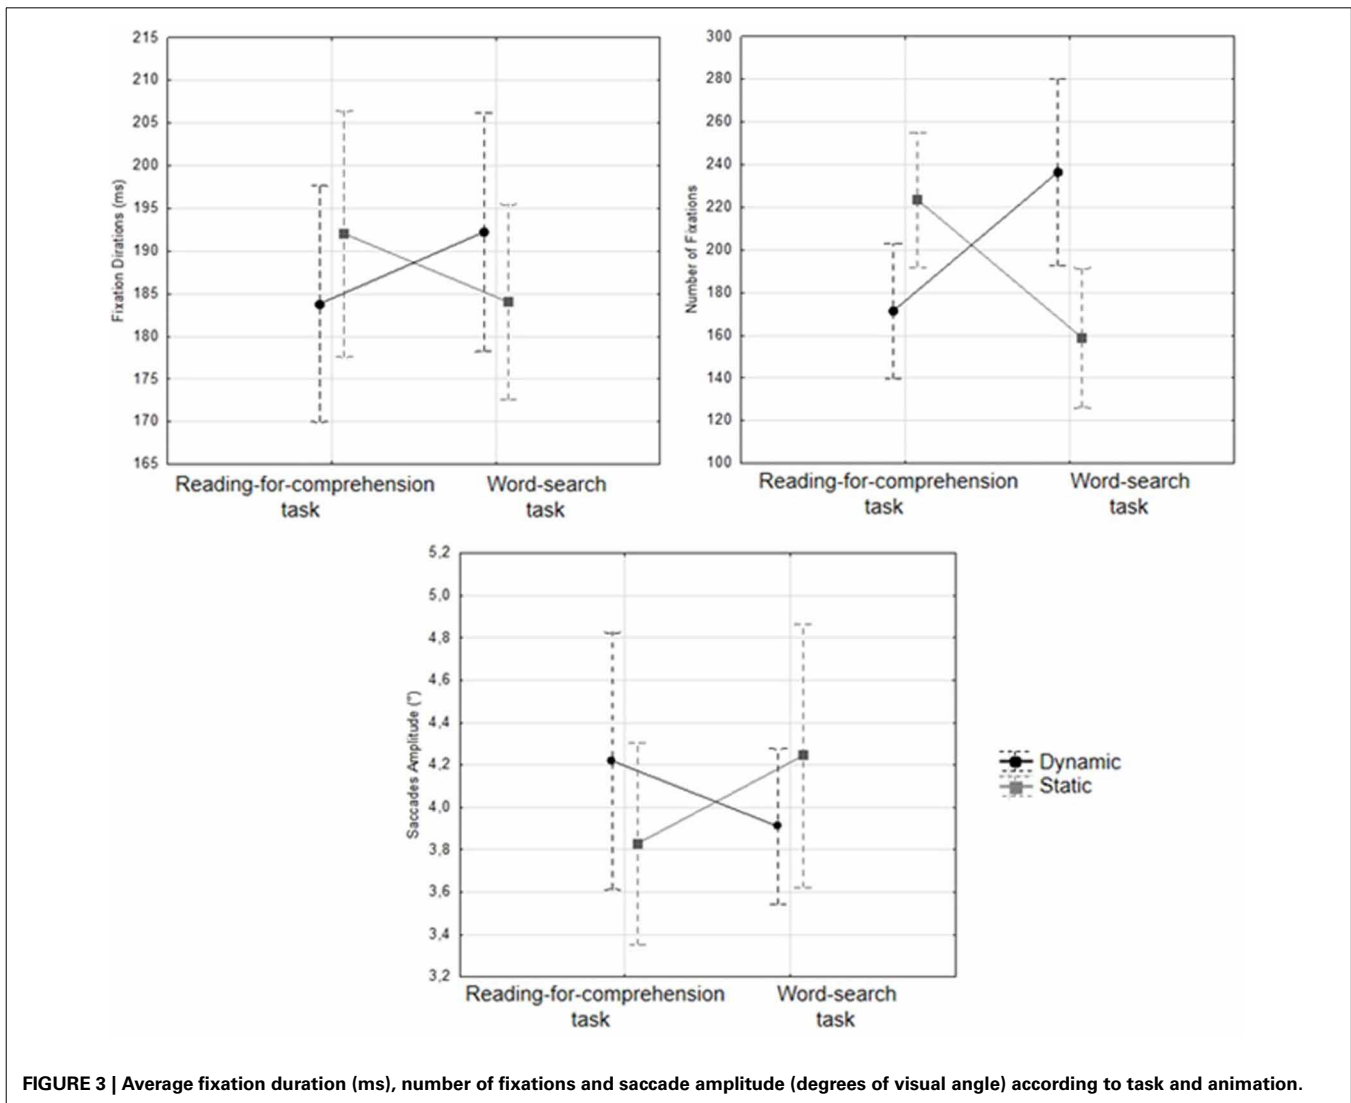 215
210
205
200
195
190
185
180
175
170
165
Fixation Dirations (ms)
Reading-for-comprehension
task
Word-search
task
300
280
260
240
220
200
180
160
140
120
100
Number of Fixations
Reading-for-comprehension
task
Word-search
task
5,2
5,0
4,8
4,6
4,4
4,2
4,0
3,8
3,6
3,4
3,2
Saccades Amplitude (°)
Reading-for-comprehension
task
Word-search
task
Dynamic
Static
FIGURE 3 | Average fixation duration (ms), number of fixations and saccade amplitude (degrees of visual angle) according to task and animation.